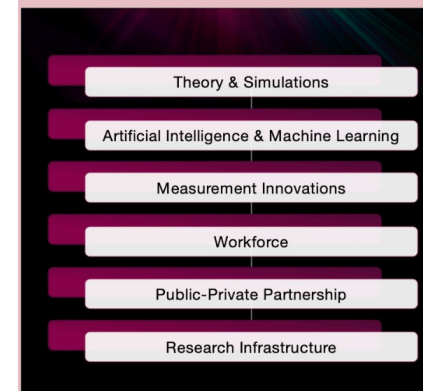 Theory & Simulations
Artificial Intelligence & Machine Learning
Measurement Innovations
Workforce
Public-Private Partnership
Research Infrastructure